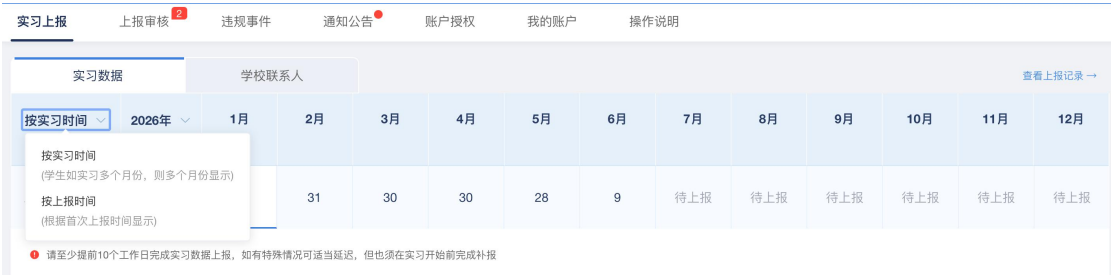 实习上报 上报审核 2 违规事件 通知公告 账户授权 我的账户 操作说明
实习数据 学校联系人 查看上报记录 →
按实习时间 2026年 1月 2月 3月 4月 5月 6月 7月 8月 9月 10月 11月 12月
按实习时间
(学生如实习多个月份，则多个月份显示)
按上报时间
(根据首次上报时间显示)
31 30 30 28 9 待上报 待上报 待上报 待上报 待上报 待上报
请至少提前10个工作日完成实习数据上报，如有特殊情况可适当延迟，但也须在实习开始前完成补报